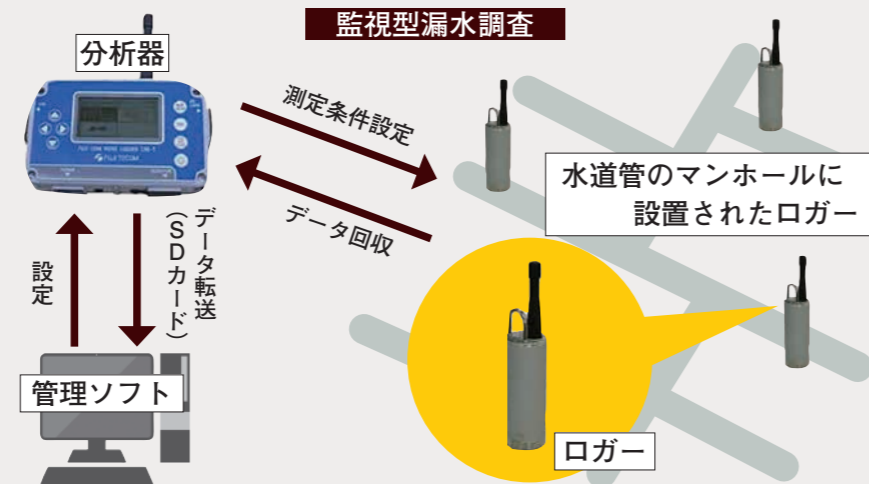 監視型漏水調査
分析器
測定条件設定
データ回収
水道管のマンホールに
設置されたロガー
設定
データ転送
(SDカード)
管理ソフト
ロガー
FUJI TECOM